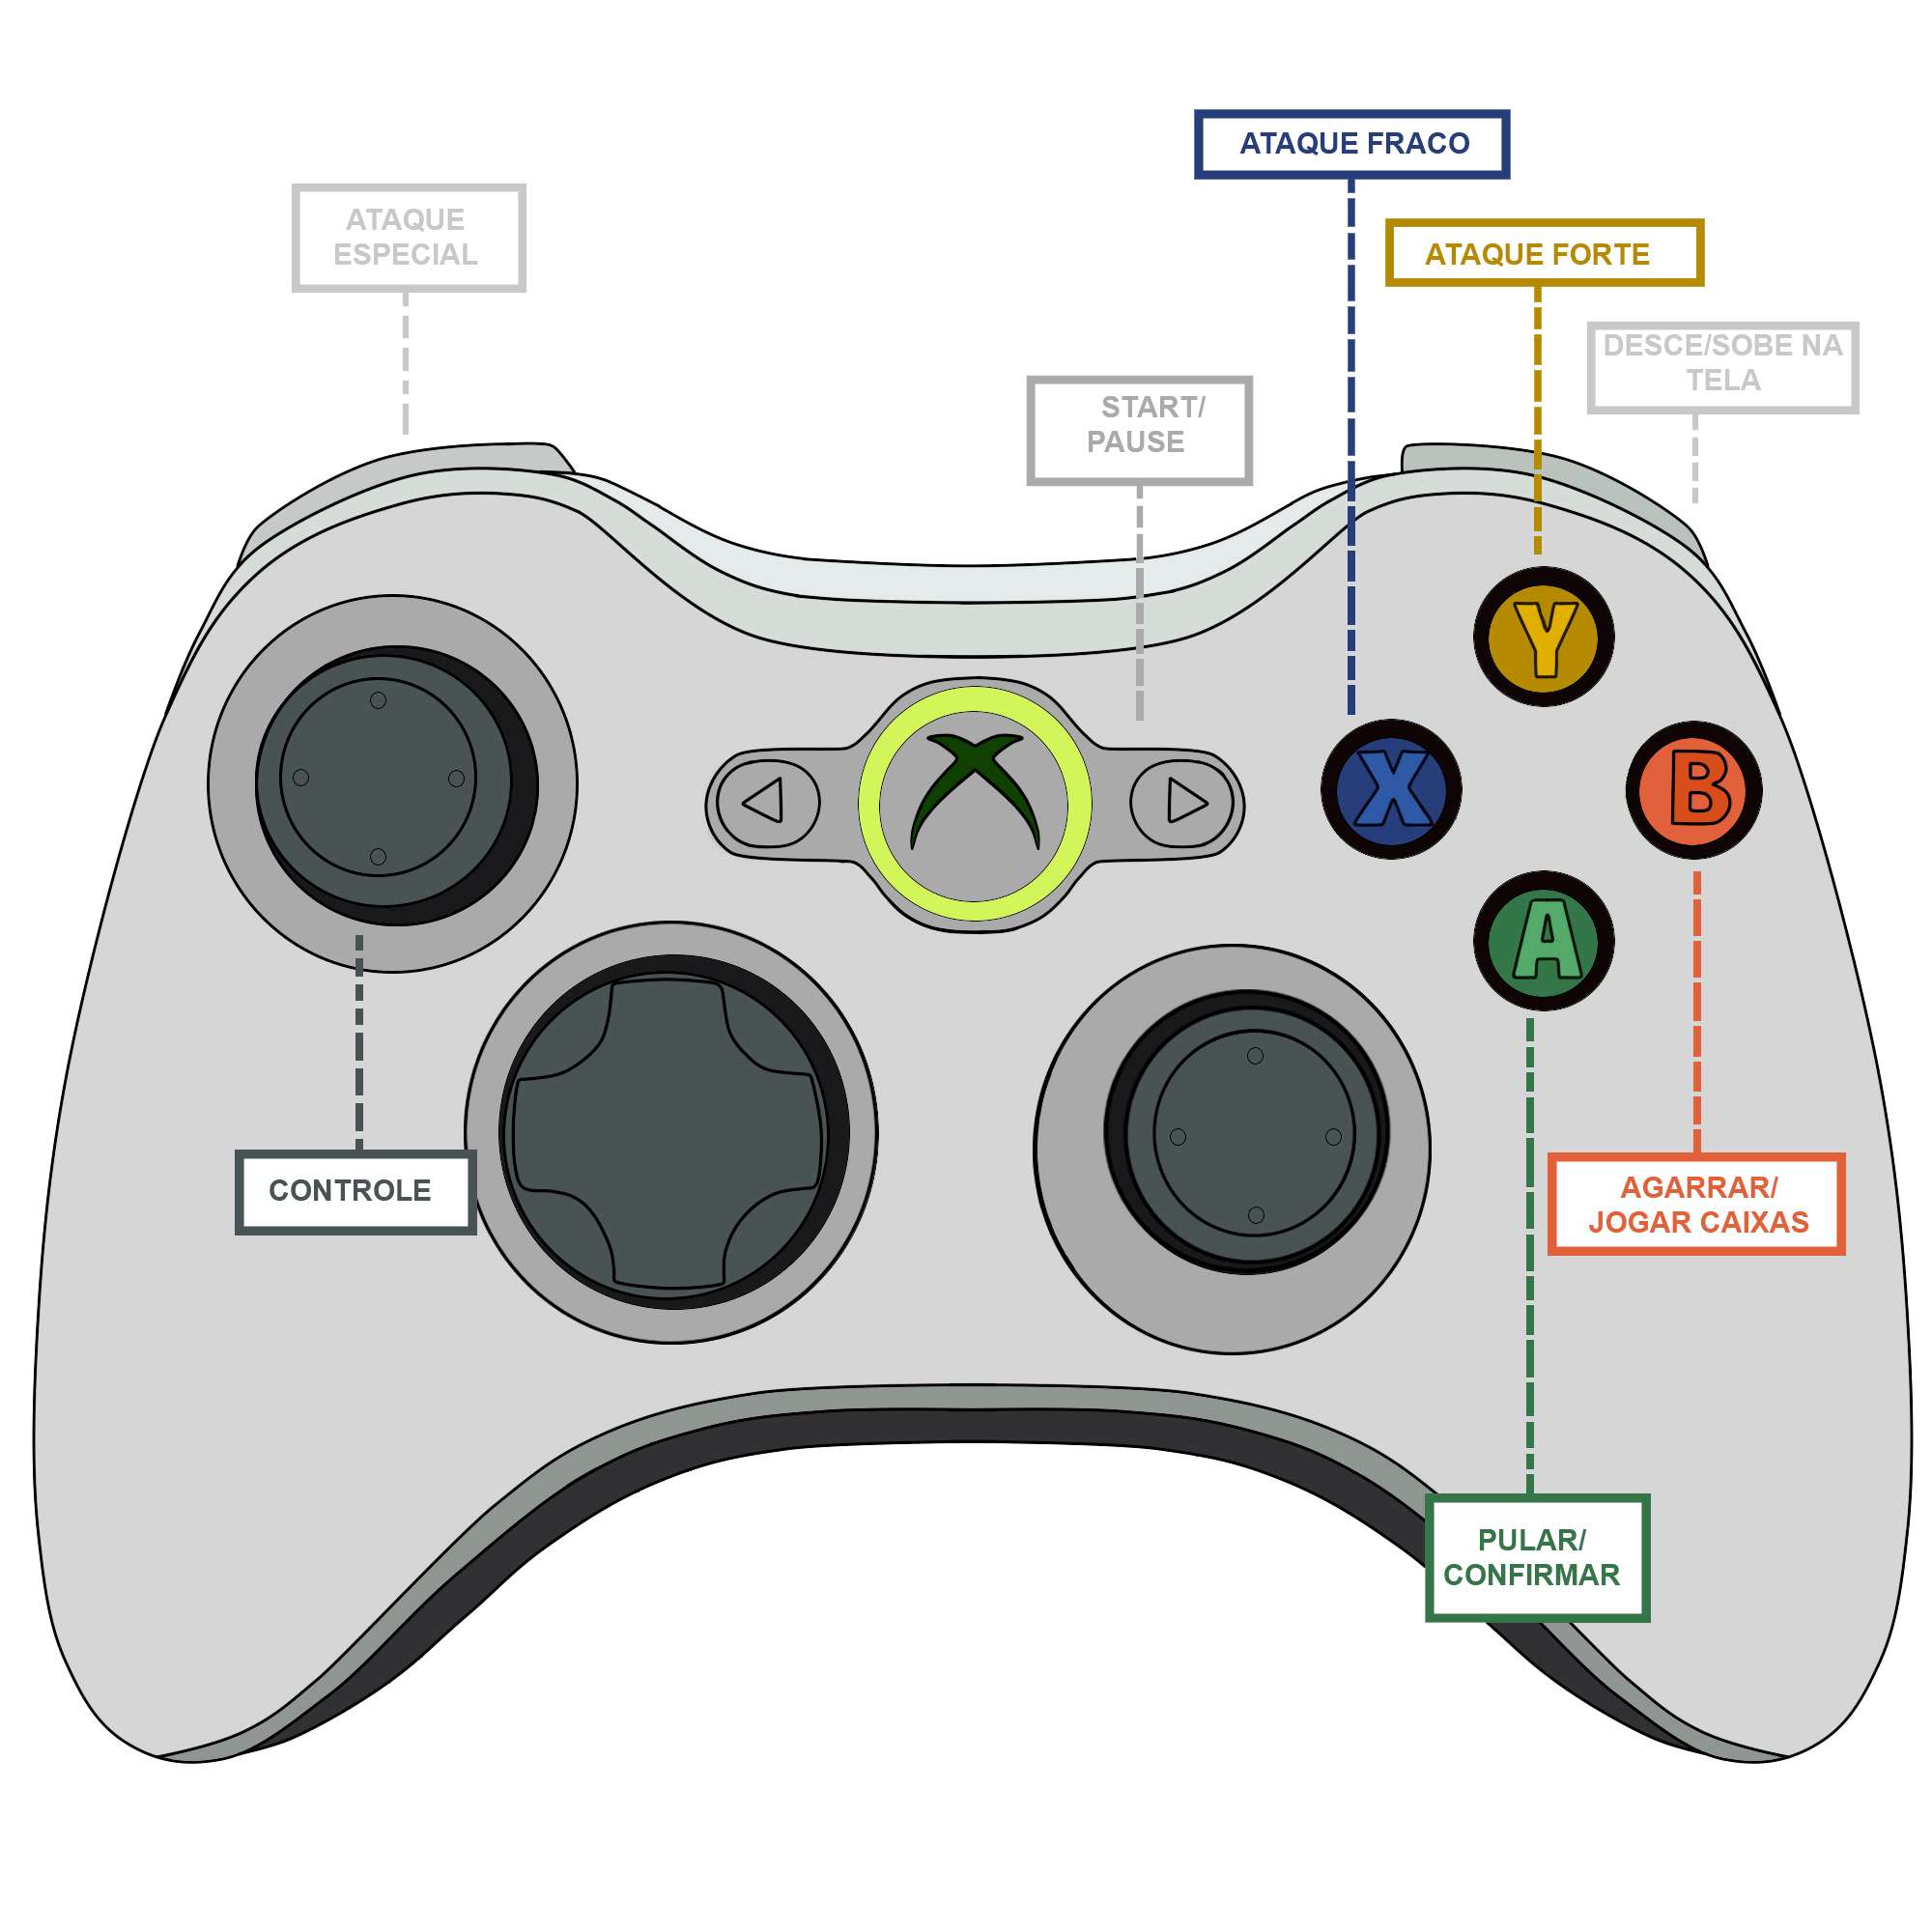 ATAQUE FRACO
ATAQUE
ESPECIAL
ATAQUE FORTE
DESCE/SOBE NA
TELA
START/
PAUSE
Y
X
B
A
CONTROLE
AGARRAR/
JOGAR CAIXAS
PULAR/
CONFIRMAR